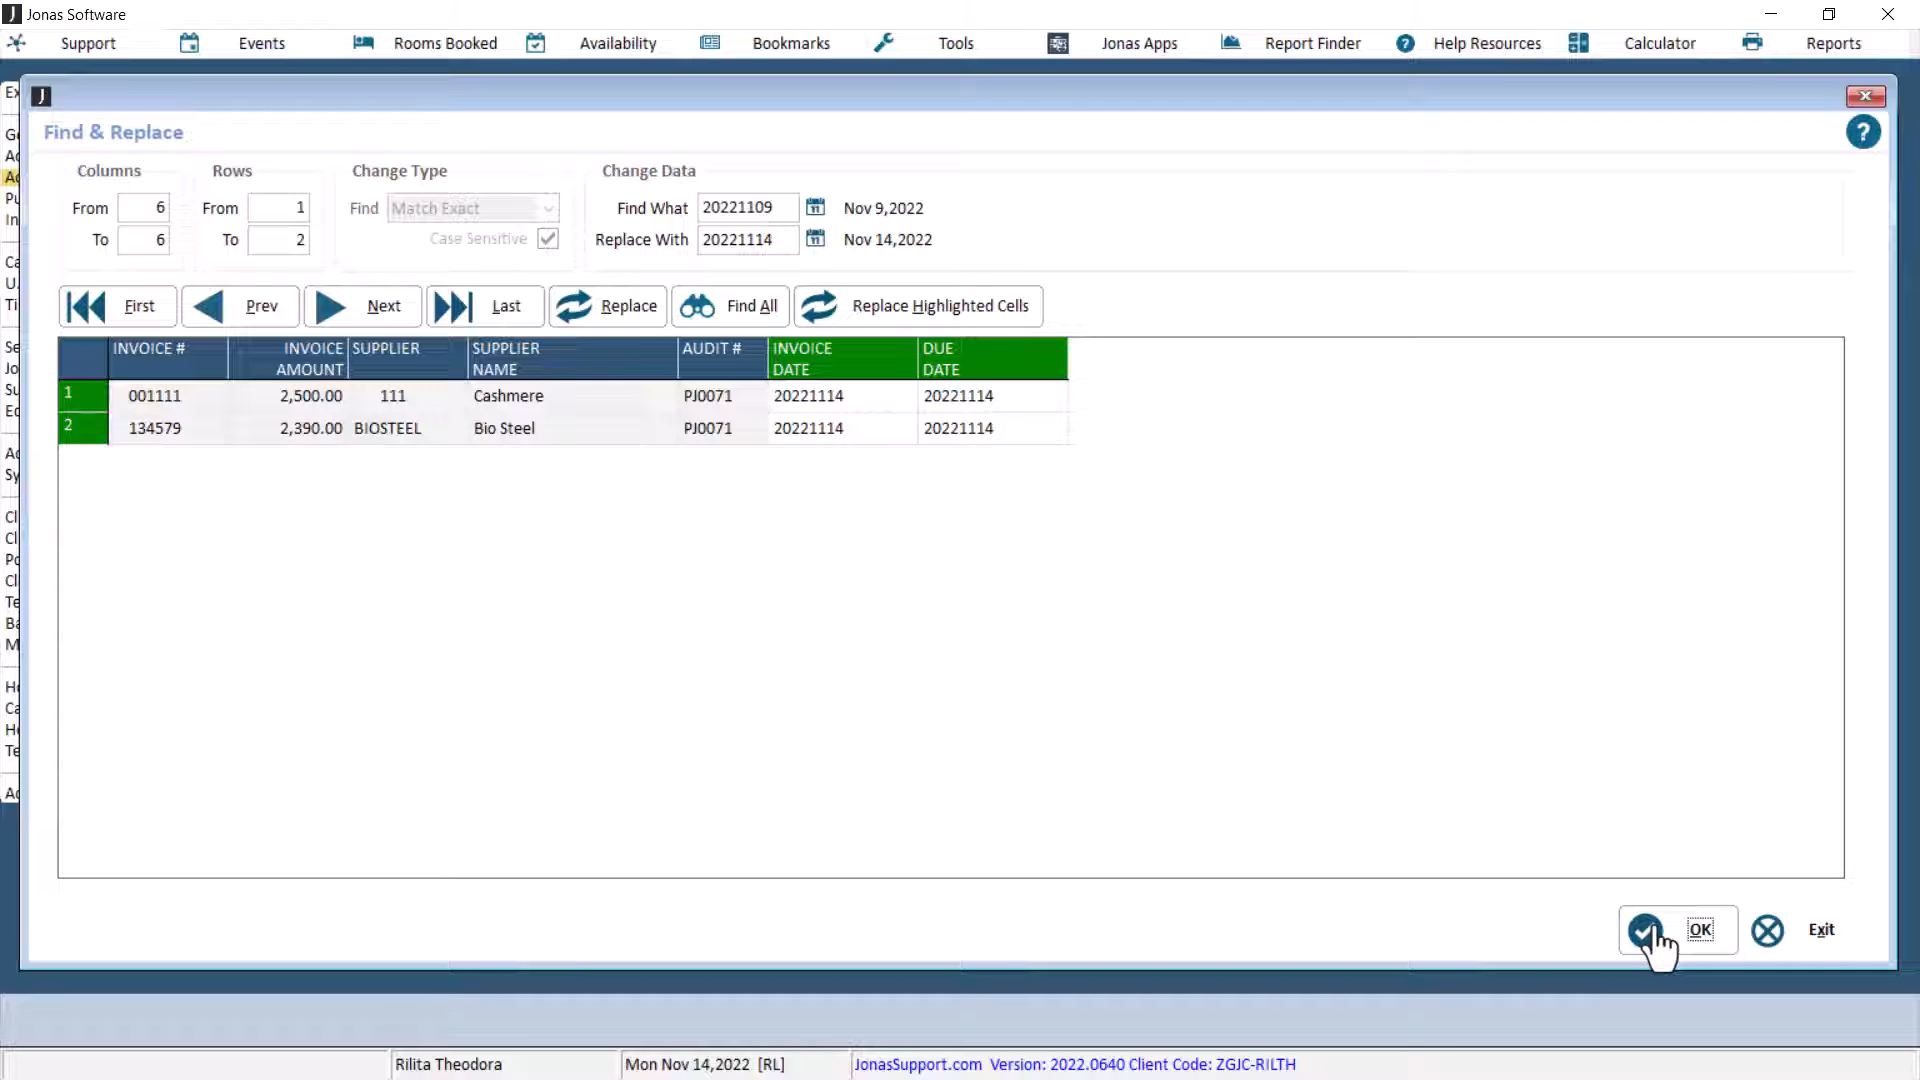 Jonas Software
Support Events Rooms Booked Availability Bookmarks Tools Jonas Apps Report Finder Help Resources Calculator Reports
Find & Replace
Columns Rows Change Type Change Data
From 6 From 1 Find Match Exact Find What 20221109 Nov 9,2022
To 6 To 2 Case Sensitive Replace With 20221114 Nov 14,2022
First Prev Next Last Replace Find All Replace Highlighted Cells
INVOICE # INVOICE AMOUNT SUPPLIER SUPPLIER NAME AUDIT # INVOICE DATE DUE DATE
1 001111 2,500.00 111 Cashmere PJ0071 20221114 20221114
2 134579 2,390.00 BIOSTEEL Bio Steel PJ0071 20221114 20221114
OK Exit
Rilita Theodora Mon Nov 14,2022 [RL] JonasSupport.com Version: 2022.0640 Client Code: ZGJC-RILTH